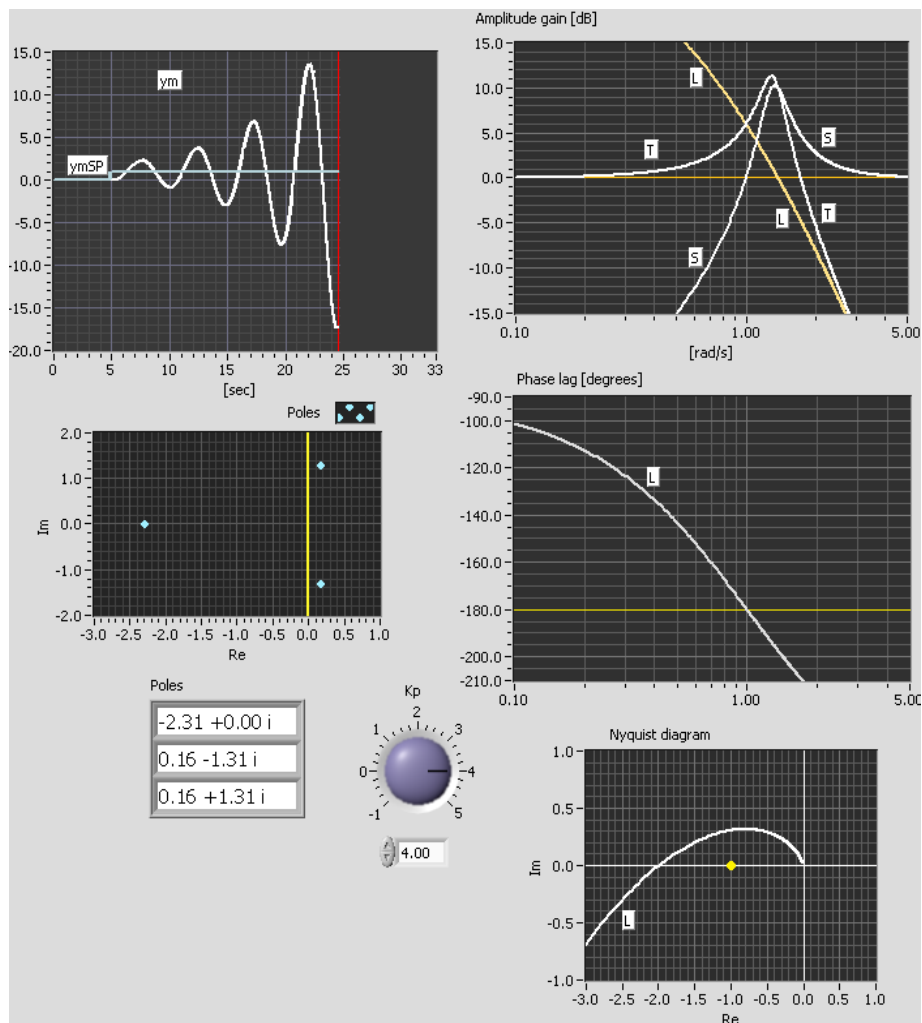 Amplitude gain [dB]
15.0
10.0
5.0
0.0
-5.0
-10.0
-15.0
-20.0
ym
ymSP
0 5 10 15 20 25 30 33
[sec]
15.0
10.0
5.0
0.0
-5.0
-10.0
-15.0
L
T
S
L
T
S
0.10 1.00 5.00
[rad/s]
Phase lag [degrees]
-90.0
-100.0
-120.0
-140.0
-160.0
-180.0
-200.0
-210.0
L
0.10 1.00 5.00
Poles
2.0
1.0
0.0
-1.0
-2.0
Im
-3.0 -2.5 -2.0 -1.5 -1.0 -0.5 0.0 0.5 1.0
Re
Poles
-2.31 +0.00 i
0.16 -1.31 i
0.16 +1.31 i
Kp
-1 0 1 2 3 4 5
4.00
Nyquist diagram
1.0
0.5
0.0
-0.5
-1.0
Im
L
-3.0 -2.5 -2.0 -1.5 -1.0 -0.5 0.0 0.5 1.0
Re